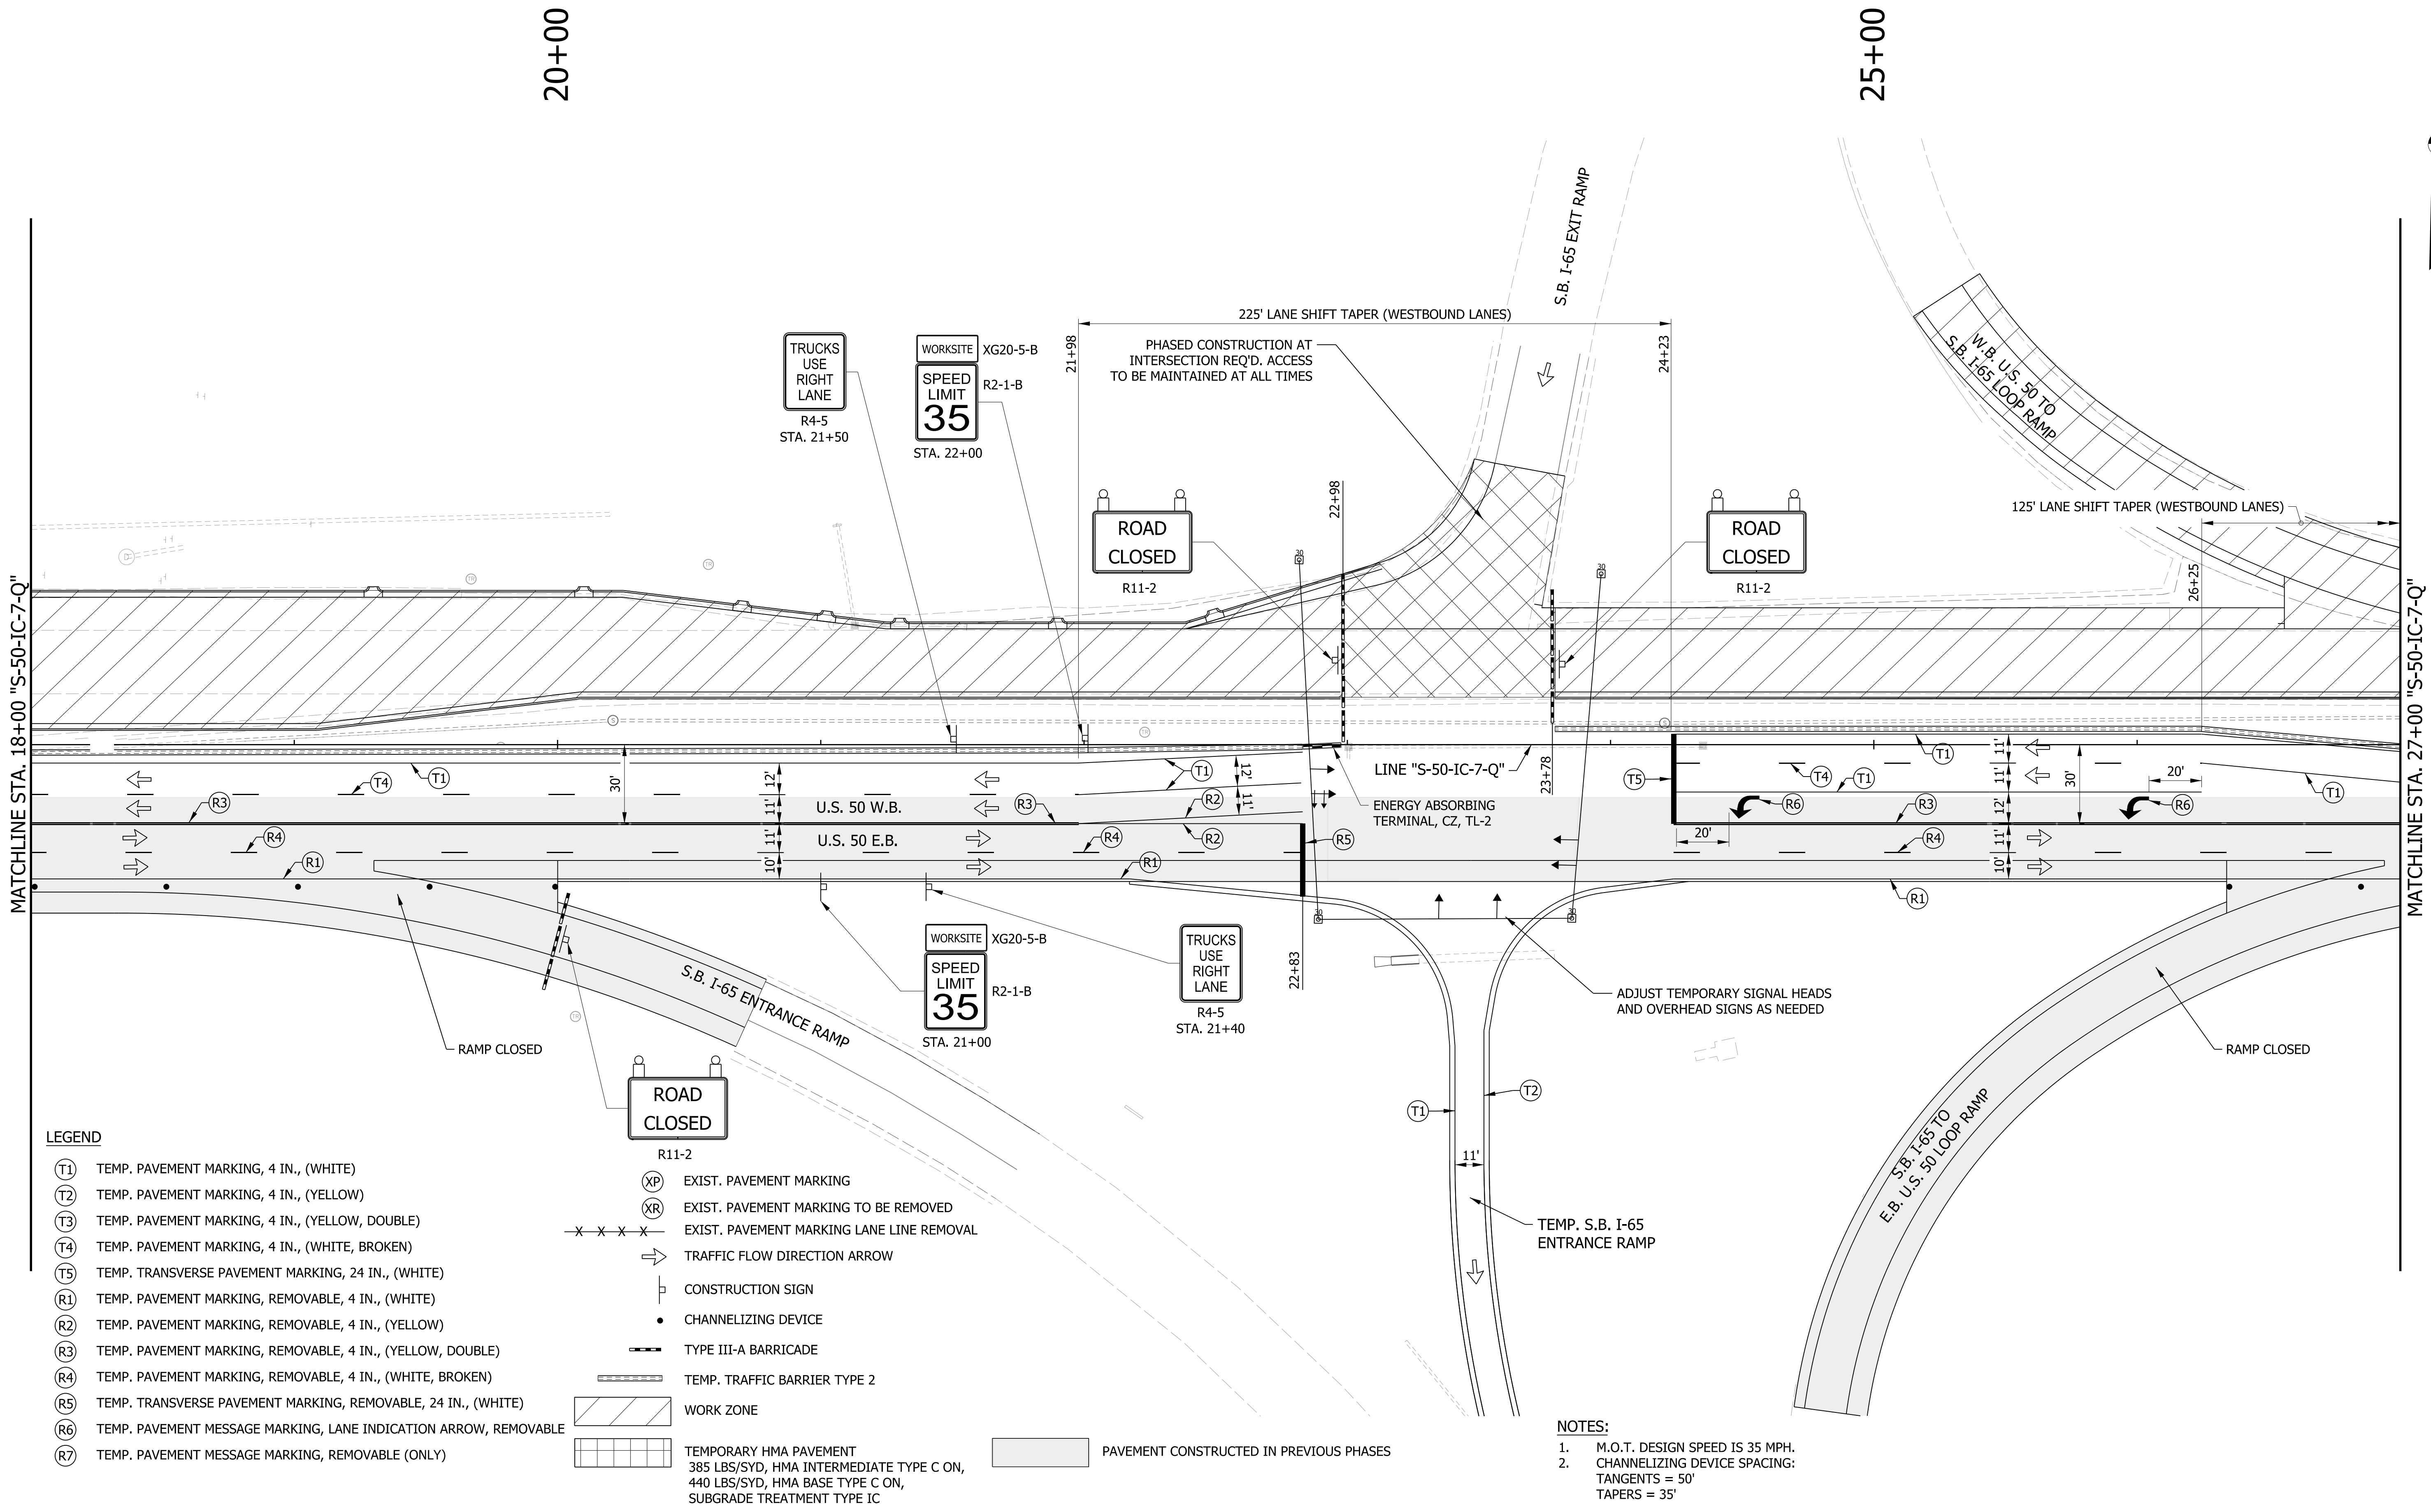 20+00
25+00
MATCHLINE STA. 18+00 "S-50-IC-7-Q"
MATCHLINE STA. 27+00 "S-50-IC-7-Q"
S.B. I-65 EXIT RAMP
225' LANE SHIFT TAPER (WESTBOUND LANES)
21+98
24+23
PHASED CONSTRUCTION AT
INTERSECTION REQ'D. ACCESS
TO BE MAINTAINED AT ALL TIMES
TRUCKS
USE
RIGHT
LANE
R4-5
STA. 21+50
WORKSITE
XG20-5-B
SPEED
LIMIT
35
R2-1-B
STA. 22+00
W.B. U.S. 50 TO
S.B. I-65 LOOP RAMP
125' LANE SHIFT TAPER (WESTBOUND LANES)
26+25
ROAD
CLOSED
R11-2
22+98
ROAD
CLOSED
R11-2
30
30
D
TR
TR
S
TR
S
T1
T4
R3
R4
R1
30'
12'
11'
11'
10'
U.S. 50 W.B.
U.S. 50 E.B.
R3
R4
T1
R2
R2
R1
12'
11'
LINE "S-50-IC-7-Q"
23+78
ENERGY ABSORBING
TERMINAL, CZ, TL-2
R5
T5
T1
T4
T1
R6
R3
R4
R1
20'
11'
11'
12'
11'
10'
30'
20'
R6
T1
30
30
22+83
S.B. I-65 ENTRANCE RAMP
TR
RAMP CLOSED
ROAD
CLOSED
R11-2
WORKSITE
XG20-5-B
SPEED
LIMIT
35
R2-1-B
STA. 21+00
TRUCKS
USE
RIGHT
LANE
R4-5
STA. 21+40
ADJUST TEMPORARY SIGNAL HEADS
AND OVERHEAD SIGNS AS NEEDED
RAMP CLOSED
S.B. I-65 TO
E.B. U.S. 50 LOOP RAMP
T1
T2
11'
TEMP. S.B. I-65
ENTRANCE RAMP
LEGEND
T1 TEMP. PAVEMENT MARKING, 4 IN., (WHITE)
T2 TEMP. PAVEMENT MARKING, 4 IN., (YELLOW)
T3 TEMP. PAVEMENT MARKING, 4 IN., (YELLOW, DOUBLE)
T4 TEMP. PAVEMENT MARKING, 4 IN., (WHITE, BROKEN)
T5 TEMP. TRANSVERSE PAVEMENT MARKING, 24 IN., (WHITE)
R1 TEMP. PAVEMENT MARKING, REMOVABLE, 4 IN., (WHITE)
R2 TEMP. PAVEMENT MARKING, REMOVABLE, 4 IN., (YELLOW)
R3 TEMP. PAVEMENT MARKING, REMOVABLE, 4 IN., (YELLOW, DOUBLE)
R4 TEMP. PAVEMENT MARKING, REMOVABLE, 4 IN., (WHITE, BROKEN)
R5 TEMP. TRANSVERSE PAVEMENT MARKING, REMOVABLE, 24 IN., (WHITE)
R6 TEMP. PAVEMENT MESSAGE MARKING, LANE INDICATION ARROW, REMOVABLE
R7 TEMP. PAVEMENT MESSAGE MARKING, REMOVABLE (ONLY)
XP EXIST. PAVEMENT MARKING
XR EXIST. PAVEMENT MARKING TO BE REMOVED
X X X X EXIST. PAVEMENT MARKING LANE LINE REMOVAL
TRAFFIC FLOW DIRECTION ARROW
CONSTRUCTION SIGN
CHANNELIZING DEVICE
TYPE III-A BARRICADE
TEMP. TRAFFIC BARRIER TYPE 2
WORK ZONE
TEMPORARY HMA PAVEMENT
385 LBS/SYD, HMA INTERMEDIATE TYPE C ON,
440 LBS/SYD, HMA BASE TYPE C ON,
SUBGRADE TREATMENT TYPE IC
PAVEMENT CONSTRUCTED IN PREVIOUS PHASES
NOTES:
1. M.O.T. DESIGN SPEED IS 35 MPH.
2. CHANNELIZING DEVICE SPACING:
TANGENTS = 50'
TAPERS = 35'